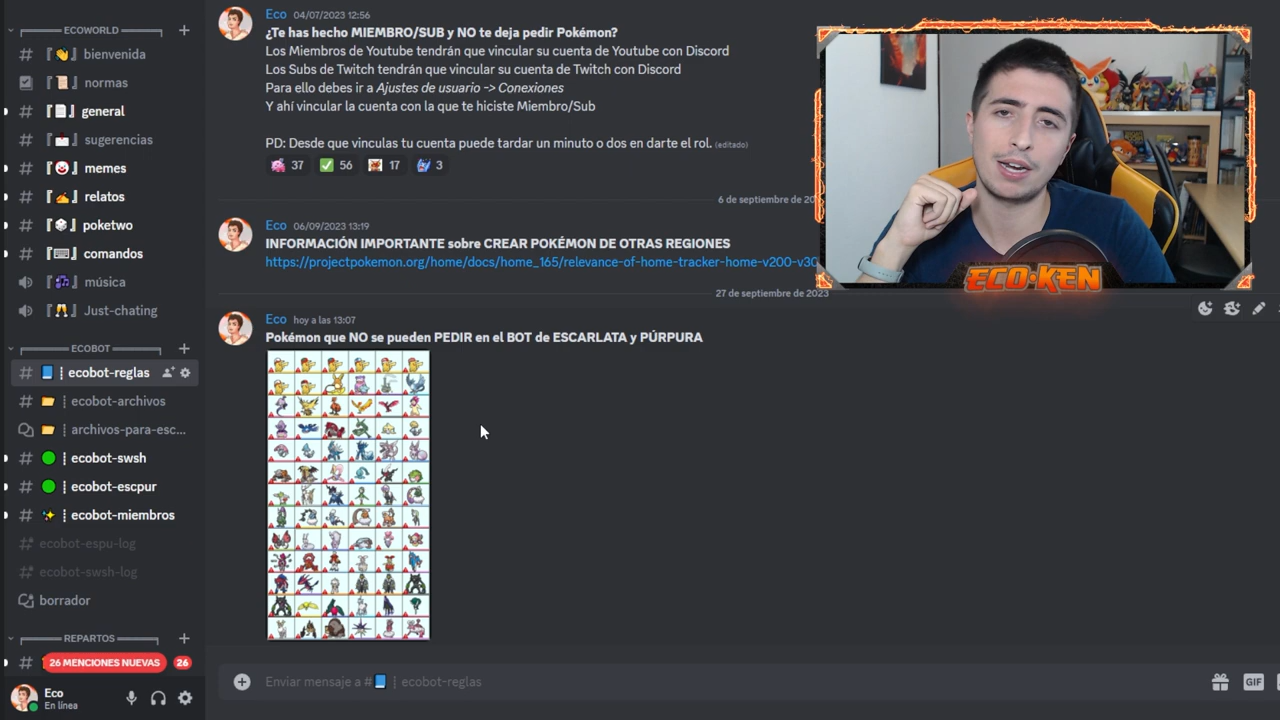 ECOWORLD
bienvenida
normas
general
sugerencias
memes
relatos
poketwo
comandos
música
Just-chating
ECOBOT
ecobot-reglas
ecobot-archivos
archivos-para-esc...
ecobot-swsh
ecobot-escpur
ecobot-miembros
ecobot-espu-log
ecobot-swsh-log
borrador
REPARTOS
26 MENCIONES NUEVAS 26
Eco
En línea
Eco 04/07/2023 12:56
¿Te has hecho MIEMBRO/SUB y NO te deja pedir Pokémon?
Los Miembros de Youtube tendrán que vincular su cuenta de Youtube con Discord
Los Subs de Twitch tendrán que vincular su cuenta de Twitch con Discord
Para ello debes ir a Ajustes de usuario -> Conexiones
Y ahí vincular la cuenta con la que te hiciste Miembro/Sub
PD: Desde que vinculas tu cuenta puede tardar un minuto o dos en darte el rol. (editado)
37 56 17 3
6 de septiembre de 20
Eco 06/09/2023 13:19
INFORMACIÓN IMPORTANTE sobre CREAR POKÉMON DE OTRAS REGIONES
https://projectpokemon.org/home/docs/home_165/relevance-of-home-tracker-home-v200-v30
27 de septiembre de 2023
Eco hoy a las 13:07
Pokémon que NO se pueden PEDIR en el BOT de ESCARLATA y PÚRPURA
Enviar mensaje a # ecobot-reglas
GIF
ECO·KEN